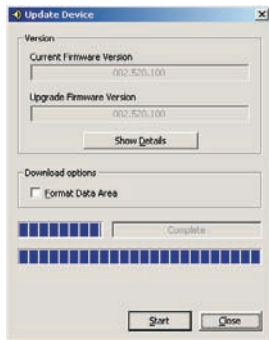 Update Device
Version
Current Firmware Version
002.520.100
Upgrade Firmware Version
002.520.100
Show Details
Download options
Format Data Area
Complete
Start
Close